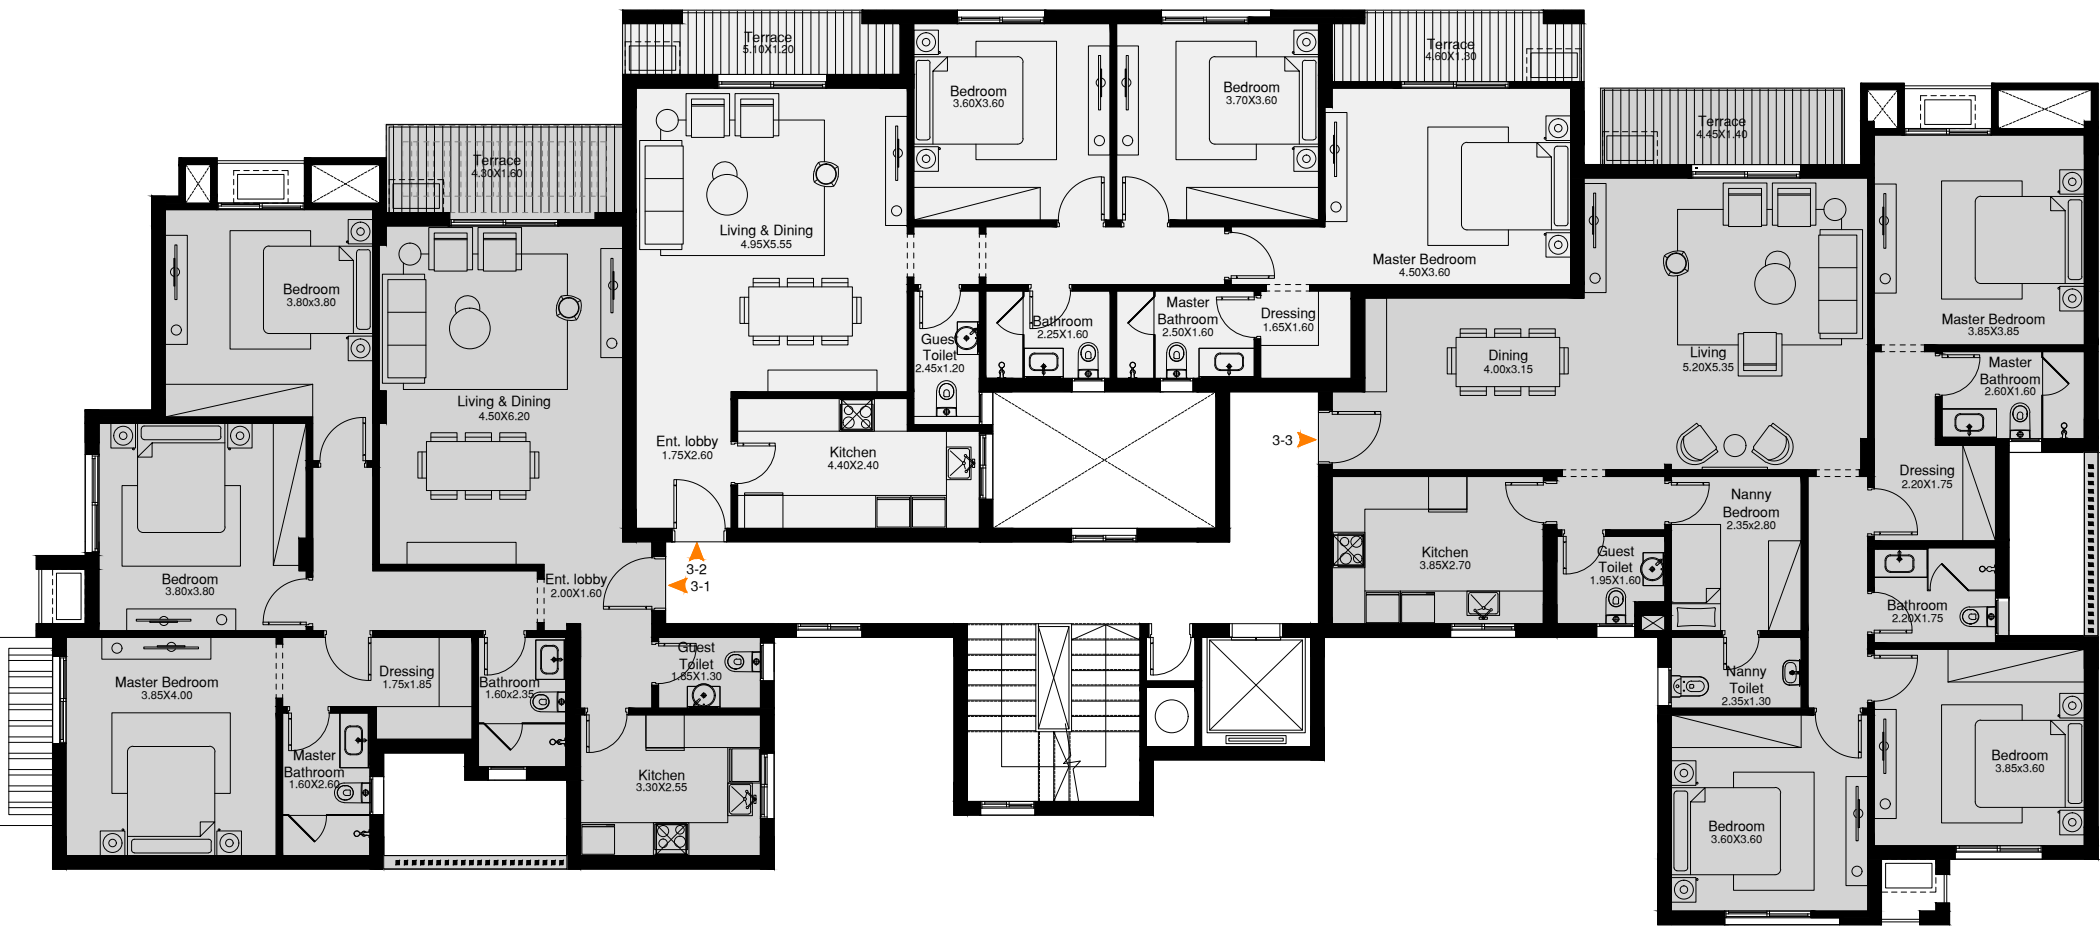 Terrace
5.10X1.20
Bedroom
3.60X3.60
Bedroom
3.70X3.60
Terrace
4.60X1.30
Terrace
4.45X1.40
Terrace
4.30X1.60
Living & Dining
4.95X5.55
Master Bedroom
4.50X3.60
Bedroom
3.80x3.80
Master Bedroom
3.85X3.85
Master
Bathroom
2.50X1.60
Dressing
1.65X1.60
Bathroom
2.25X1.60
Guest
Toilet
2.45x1.20
Dining
4.00x3.15
Living
5.20X5.35
Master
Bathroom
2.60X1.60
Living & Dining
4.50X6.20
Ent. lobby
1.75X2.60
Kitchen
4.40X2.40
3-3
Dressing
2.20X1.75
Nanny
Bedroom
2.35x2.80
Kitchen
3.85X2.70
Guest
Toilet
1.95X1.60
Bedroom
3.80x3.80
Ent. lobby
2.00X1.60
3-2
3-1
Bathroom
2.20X1.75
Master Bedroom
3.85X4.00
Dressing
1.75x1.85
Bathroom
1.60x2.35
Guest
Toilet
1.85X1.30
Nanny
Toilet
2.35x1.30
Master
Bathroom
1.60X2.60
Kitchen
3.30X2.55
Bedroom
3.85x3.60
Bedroom
3.60X3.60